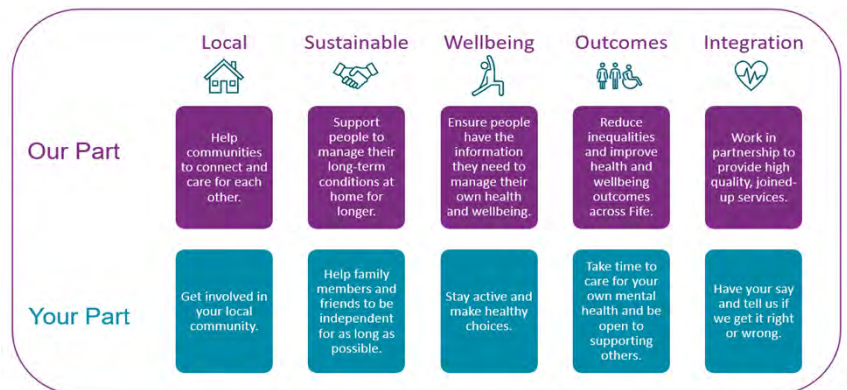 Local
Sustainable
Wellbeing
Outcomes
Integration
Our Part
Help
communities
to connect and
care for each
other.
Support
people to
manage their
long-term
conditions at
home for
longer.
Ensure people
have the
information
they need to
manage their
own health
and wellbeing.
Reduce
inequalities
and improve
health and
wellbeing
outcomes
across Fife.
Work in
partnership to
provide high
quality, joined-
up services.
Your Part
Get involved in
your local
community.
Help family
members and
friends to be
independent
for as long as
possible.
Stay active and
make healthy
choices.
Take time to
care for your
own mental
health and be
open to
supporting
others.
Have your say
and tell us if
we get it right
or wrong.